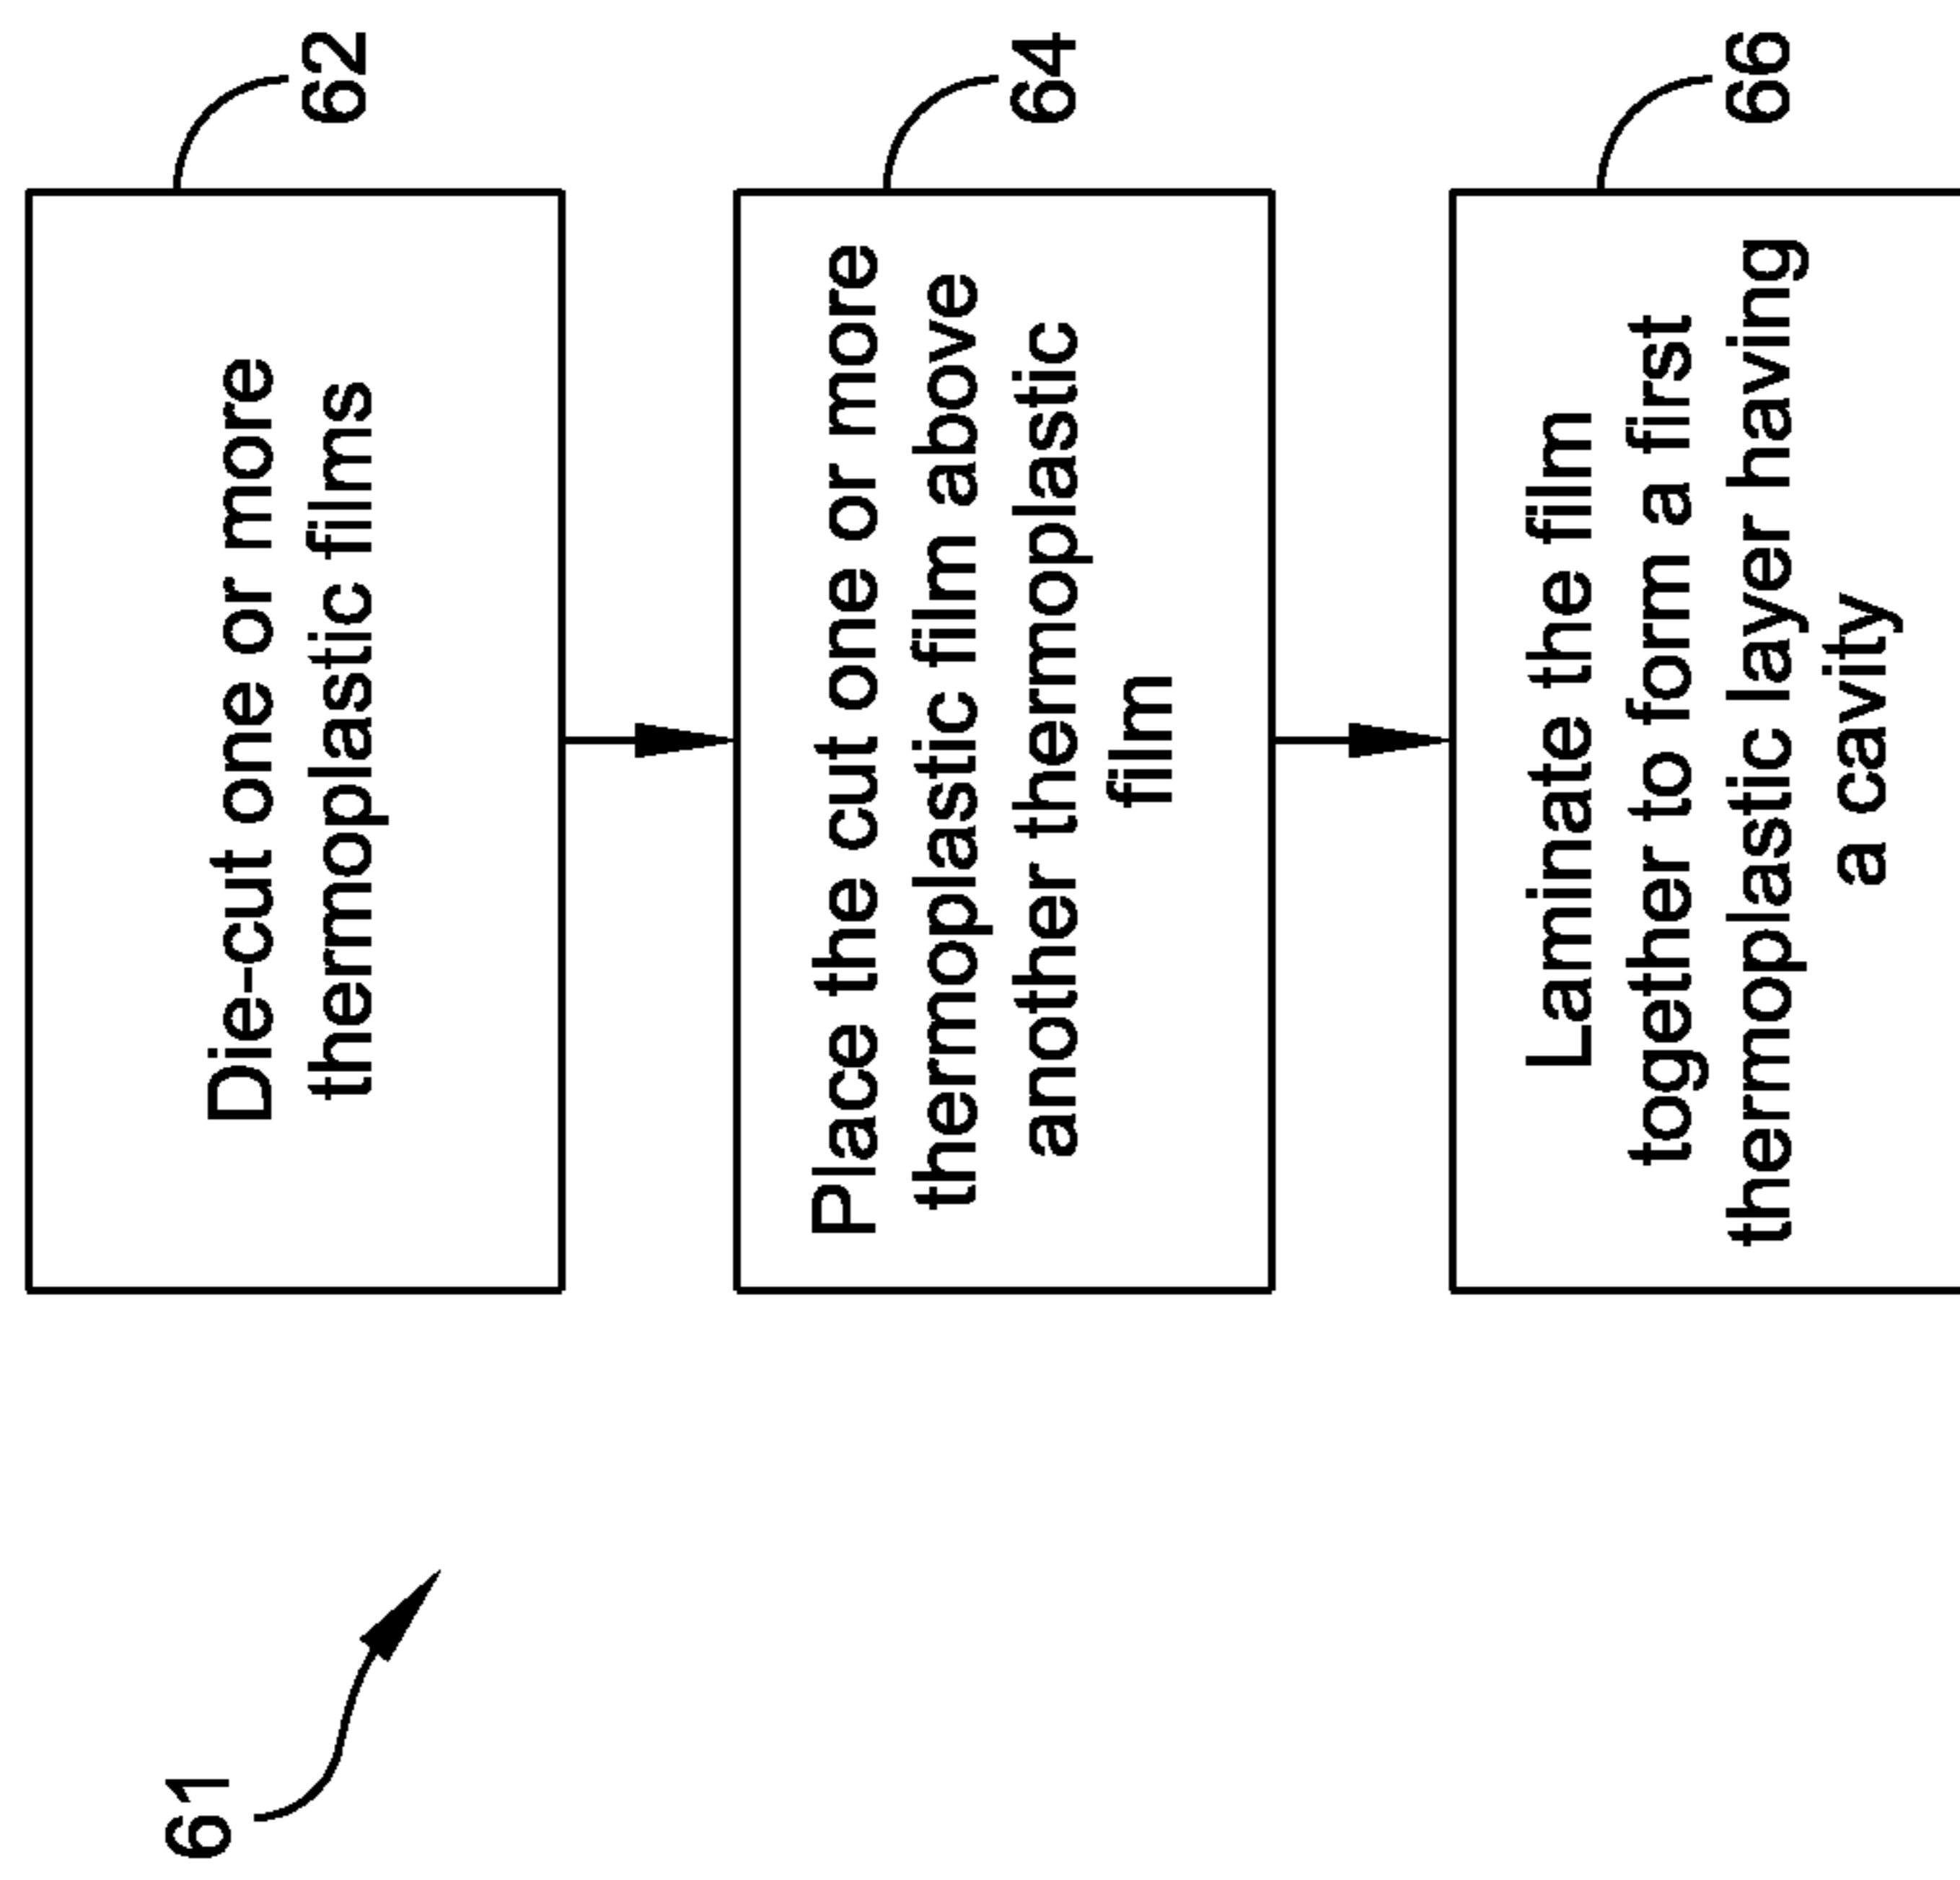 61
62
Die-cut one or more
thermoplastic films
64
Place the cut one or more
thermoplastic film above
another thermoplastic
film
66
Laminate the film
together to form a first
thermoplastic layer having
a cavity